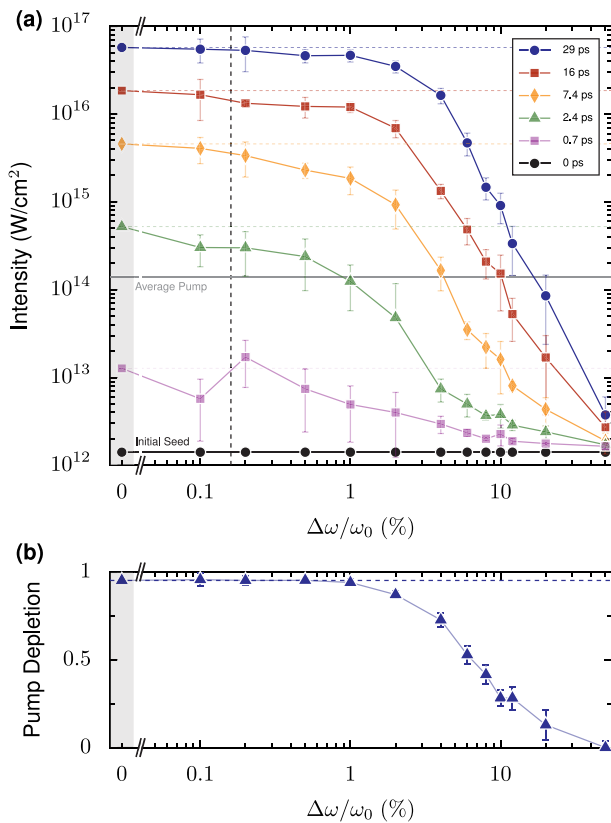 (a)
10^17
10^16
10^15
10^14
10^13
10^12
Intensity (W/cm²)
29 ps
16 ps
7.4 ps
2.4 ps
0.7 ps
0 ps
Average Pump
Initial Seed
0 0.1 1 10
Δω/ω₀ (%)
(b)
1
0.5
0
Pump Depletion
0 0.1 1 10
Δω/ω₀ (%)